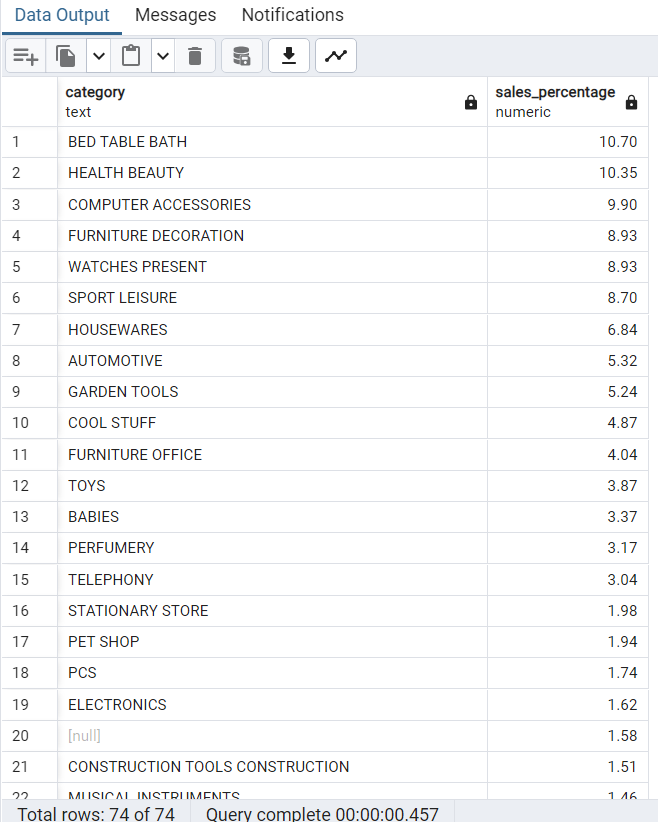 Data Output Messages Notifications
category sales_percentage
text numeric
1 BED TABLE BATH 10.70
2 HEALTH BEAUTY 10.35
3 COMPUTER ACCESSORIES 9.90
4 FURNITURE DECORATION 8.93
5 WATCHES PRESENT 8.93
6 SPORT LEISURE 8.70
7 HOUSEWARES 6.84
8 AUTOMOTIVE 5.32
9 GARDEN TOOLS 5.24
10 COOL STUFF 4.87
11 FURNITURE OFFICE 4.04
12 TOYS 3.87
13 BABIES 3.37
14 PERFUMERY 3.17
15 TELEPHONY 3.04
16 STATIONARY STORE 1.98
17 PET SHOP 1.94
18 PCS 1.74
19 ELECTRONICS 1.62
20 [null] 1.58
21 CONSTRUCTION TOOLS CONSTRUCTION 1.51
22 MUSICAL INSTRUMENTS 1.46
Total rows: 74 of 74 Query complete 00:00:00.457